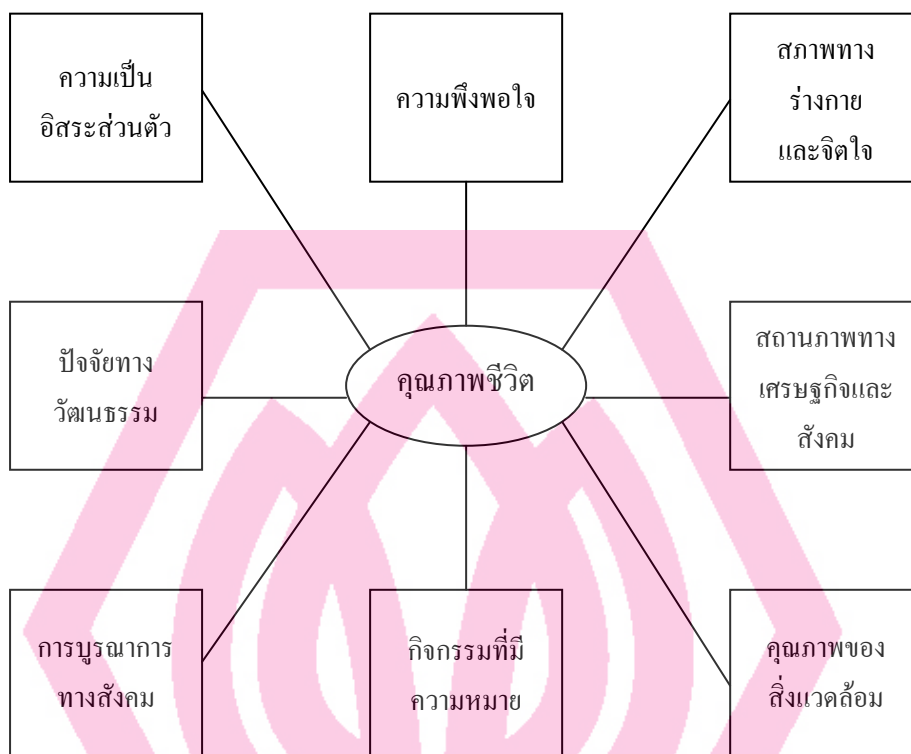 ความเป็น
อิสระส่วนตัว
ความพึงพอใจ
สภาพทาง
ร่างกาย
และจิตใจ
ปัจจัยทาง
วัฒนธรรม
คุณภาพชีวิต
สถานภาพทาง
เศรษฐกิจและ
สังคม
การบูรณาการ
ทางสังคม
กิจกรรมที่มี
ความหมาย
คุณภาพของ
สิ่งแวดล้อม